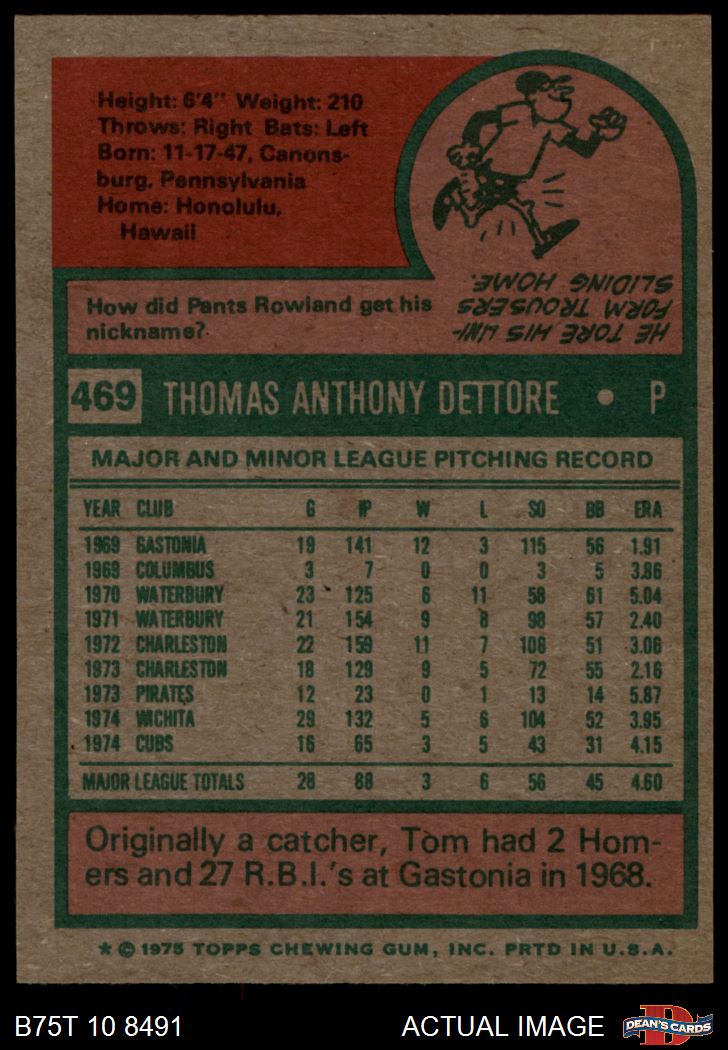 Height: 6'4" Weight: 210
Throws: Right Bats: Left
Born: 11-17-47, Canons-
burg, Pennsylvania
Home: Honolulu,
Hawaii
How did Pants Rowland get his
nickname?
HE TORE HIS UNI-
FORM TROUSERS
SLIDING HOME.
469 THOMAS ANTHONY DETTORE • P
MAJOR AND MINOR LEAGUE PITCHING RECORD
YEAR CLUB G IP W L SO BB ERA
1969 GASTONIA 19 141 12 3 115 56 1.91
1969 COLUMBUS 3 7 0 0 3 5 3.86
1970 WATERBURY 23 125 6 11 58 61 5.04
1971 WATERBURY 21 154 9 8 98 57 2.40
1972 CHARLESTON 22 159 11 7 108 51 3.06
1973 CHARLESTON 18 129 9 5 72 55 2.16
1973 PIRATES 12 23 0 1 13 14 5.87
1974 WICHITA 29 132 5 6 104 52 3.95
1974 CUBS 16 65 3 5 43 31 4.15
MAJOR LEAGUE TOTALS 28 88 3 6 56 45 4.60
Originally a catcher, Tom had 2 Hom-
ers and 27 R.B.I.'s at Gastonia in 1968.
* © 1975 TOPPS CHEWING GUM, INC. PRTD IN U.S.A.
B75T 10 8491 ACTUAL IMAGE D DEAN'S CARDS